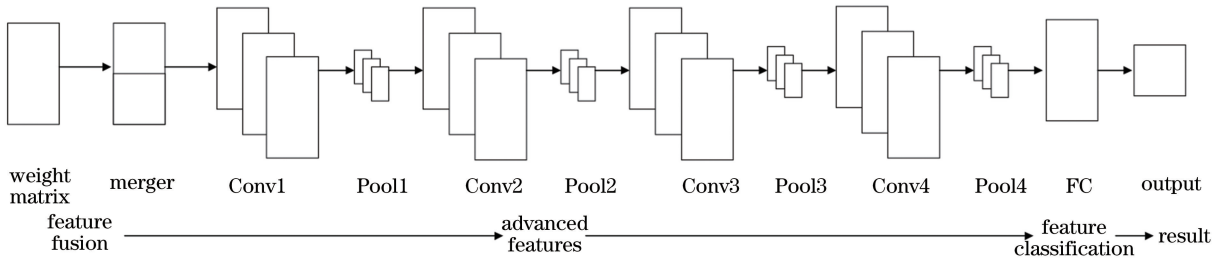 weight
matrix
merger
Conv1
Pool1
Conv2
Pool2
Conv3
Pool3
Conv4
Pool4
FC
output
feature
fusion
advanced
features
feature
classification
result